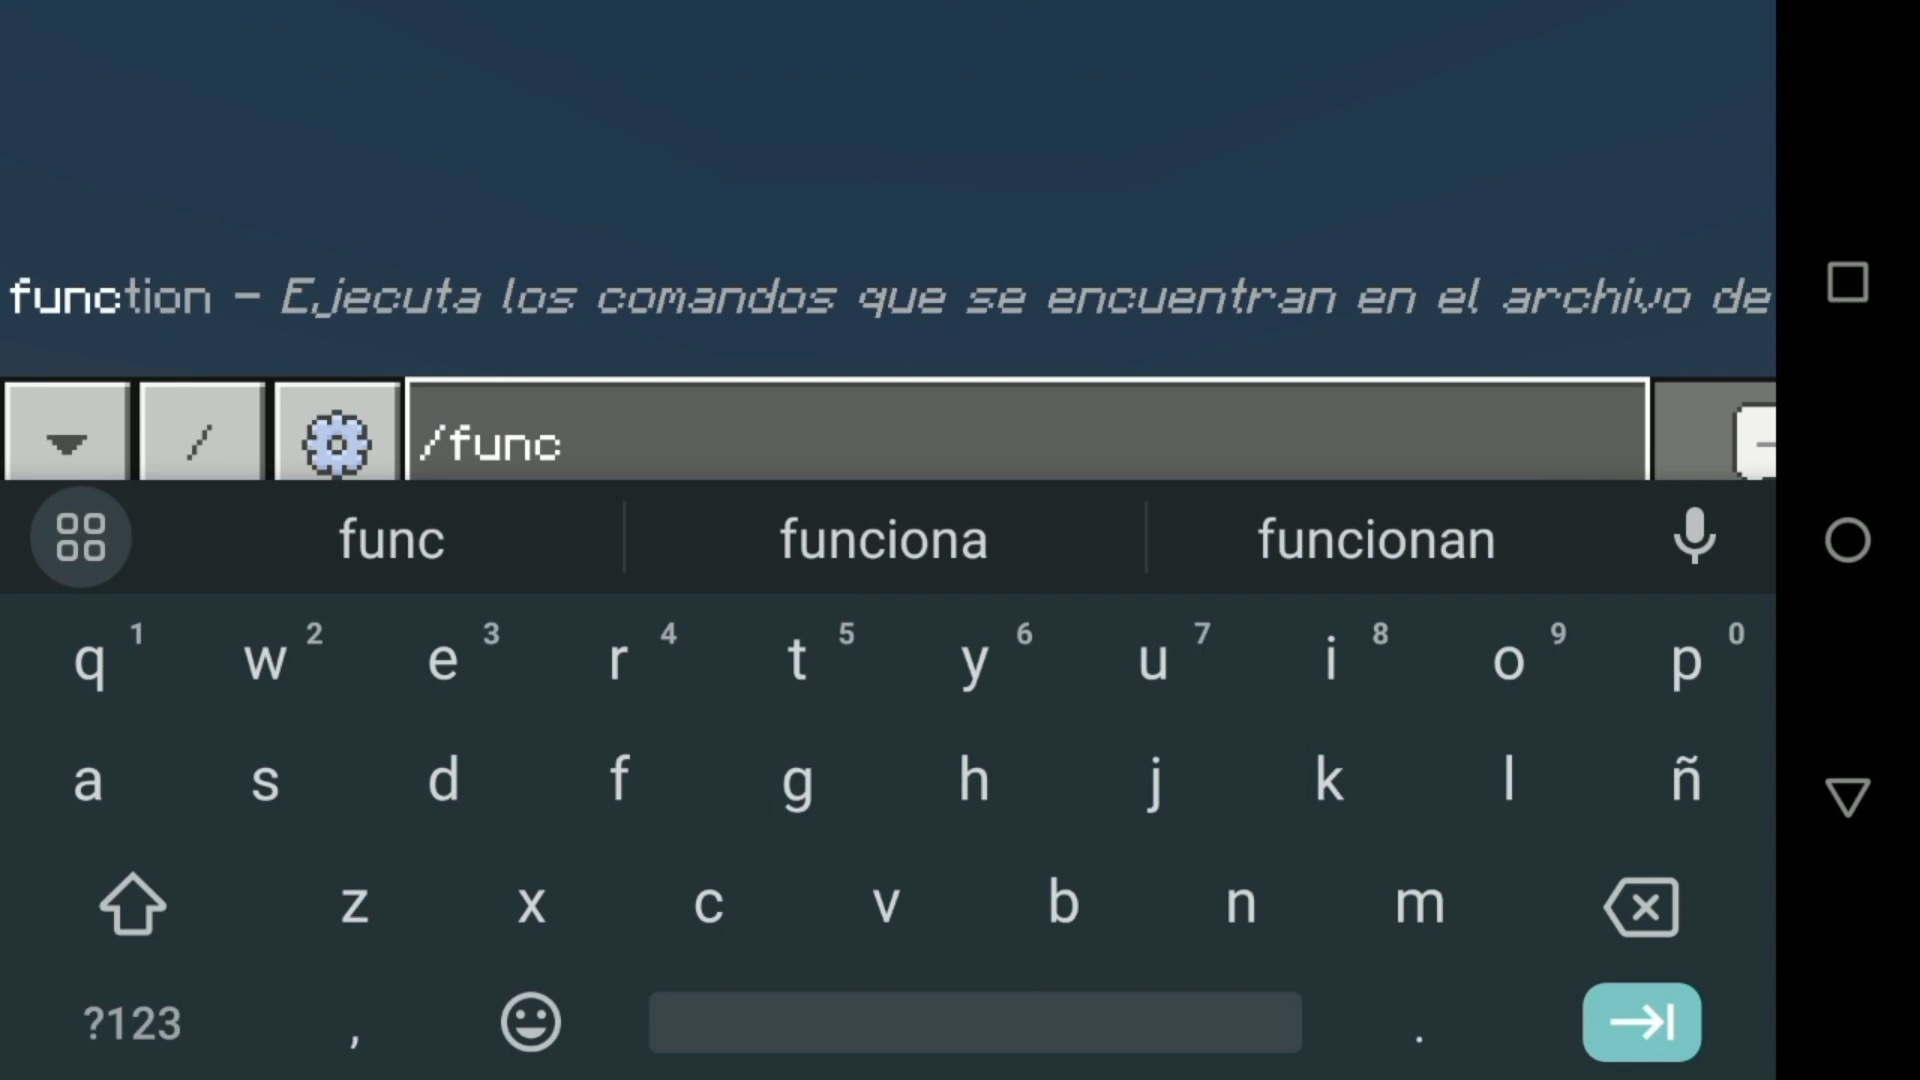 function - Ejecuta los comandos que se encuentran en el archivo de
/
/func
func funciona funcionan
q 1 w 2 e 3 r 4 t 5 y 6 u 7 i 8 o 9 p 0
a s d f g h j k l ñ
z x c v b n m
?123 , .